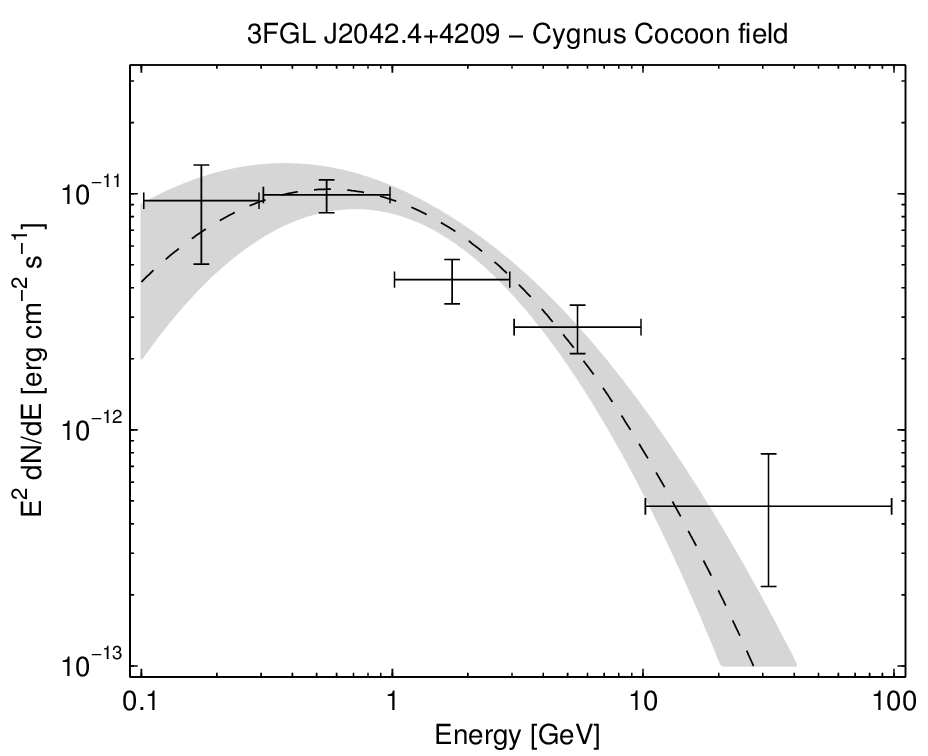 3FGL J2042.4+4209 − Cygnus Cocoon field
E² dN/dE [erg cm⁻² s⁻¹]
10⁻¹¹
10⁻¹²
10⁻¹³
0.1 1 10 100
Energy [GeV]